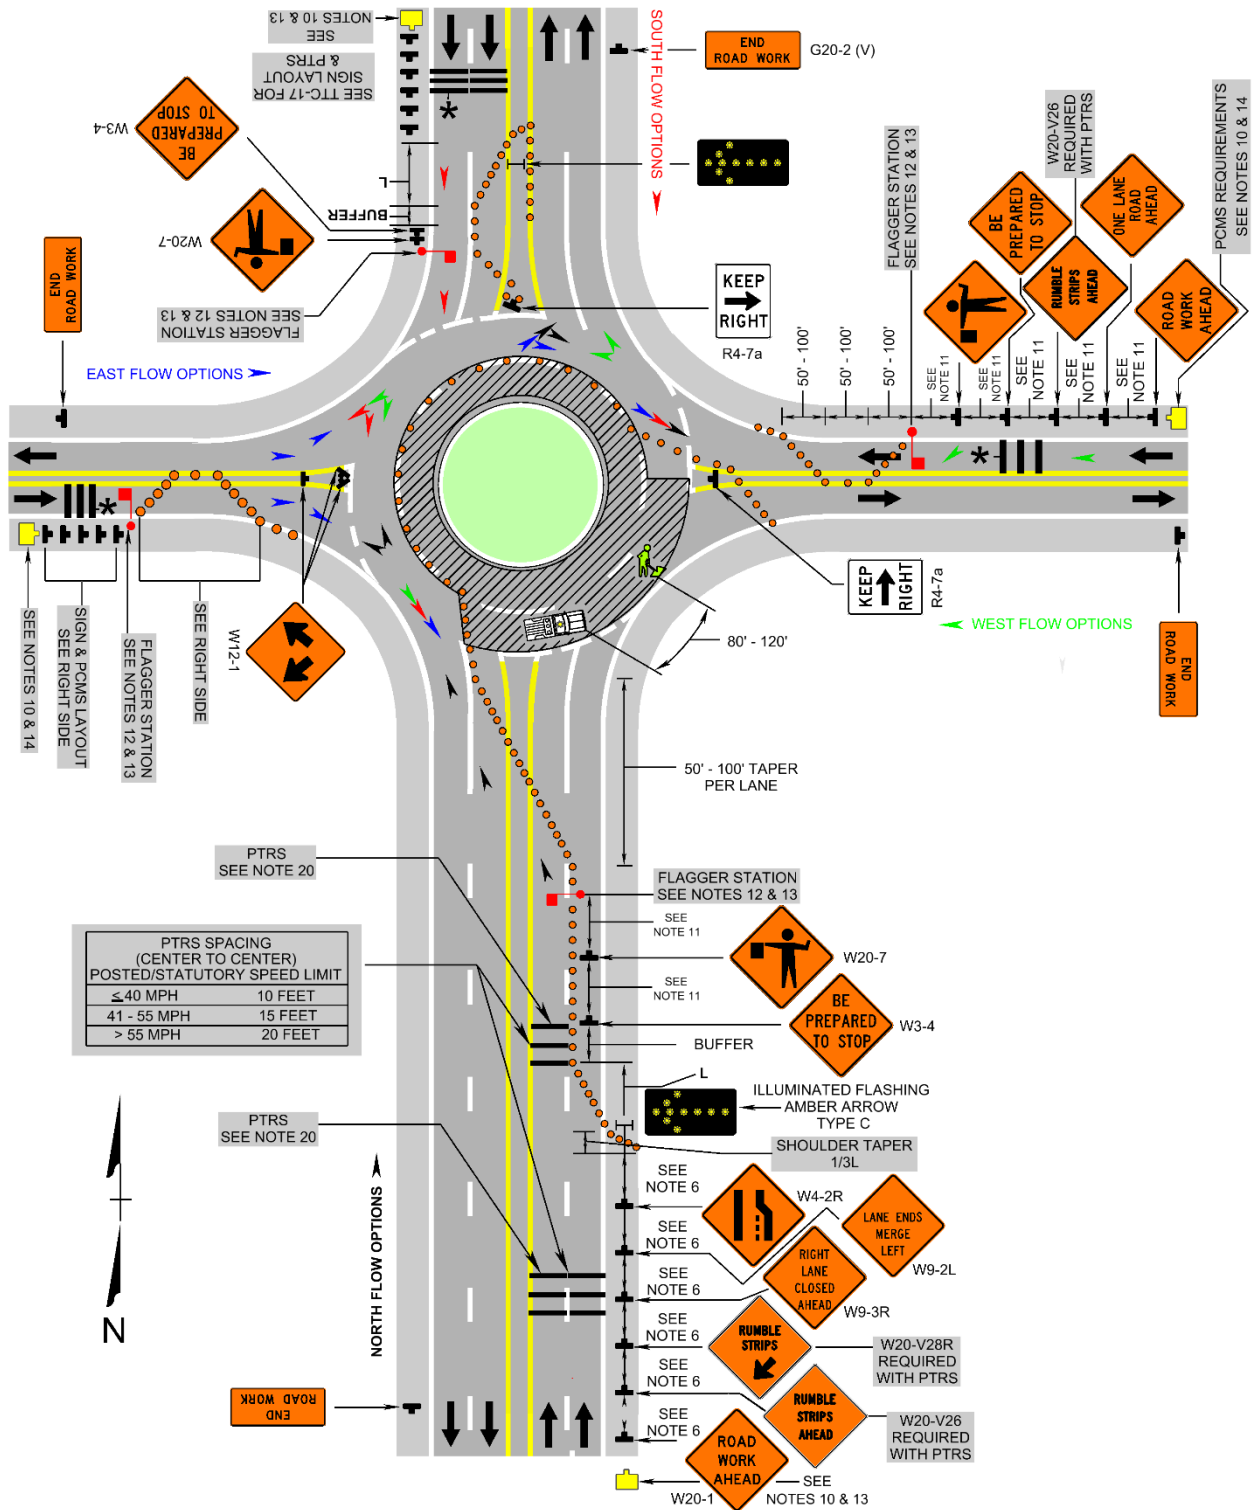 SEE
NOTES 10 & 13
SEE TTC-17 FOR
SIGN LAYOUT
& PTRS
BE
PREPARED
TO STOP
W3-4
L
BUFFER
W20-7
FLAGGER STATION
SEE NOTES 12 & 13
END
ROAD WORK
EAST FLOW OPTIONS
SOUTH FLOW OPTIONS
END
ROAD WORK
G20-2 (V)
KEEP
RIGHT
R4-7a
FLAGGER STATION
SEE NOTES 12 & 13
W20-V26
REQUIRED
WITH PTRS
PCMS REQUIREMENTS
SEE NOTES 10 & 14
BE
PREPARED
TO STOP
ONE LANE
ROAD
AHEAD
RUMBLE
STRIPS
AHEAD
ROAD
WORK
AHEAD
50' - 100'
50' - 100'
50' - 100'
SEE
NOTE 11
SEE
NOTE 11
SEE
NOTE 11
SEE
NOTE 11
SEE
NOTE 11
*
*
*
SEE NOTES 10 & 14
SIGN & PCMS LAYOUT
SEE RIGHT SIDE
FLAGGER STATION
SEE NOTES 12 & 13
SEE RIGHT SIDE
W12-1
KEEP
RIGHT
R4-7a
WEST FLOW OPTIONS
END
ROAD WORK
80' - 120'
50' - 100' TAPER
PER LANE
PTRS
SEE NOTE 20
FLAGGER STATION
SEE NOTES 12 & 13
SEE
NOTE 11
W20-7
SEE
NOTE 11
BE
PREPARED
TO STOP
W3-4
BUFFER
PTRS SPACING
(CENTER TO CENTER)
POSTED/STATUTORY SPEED LIMIT
≤ 40 MPH 10 FEET
41 - 55 MPH 15 FEET
> 55 MPH 20 FEET
L
ILLUMINATED FLASHING
AMBER ARROW
TYPE C
PTRS
SEE NOTE 20
SHOULDER TAPER
1/3L
NORTH FLOW OPTIONS
N
SEE
NOTE 6
W4-2R
SEE
NOTE 6
LANE ENDS
MERGE
LEFT
W9-2L
SEE
NOTE 6
RIGHT
LANE
CLOSED
AHEAD
W9-3R
SEE
NOTE 6
RUMBLE
STRIPS
W20-V28R
REQUIRED
WITH PTRS
SEE
NOTE 6
RUMBLE
STRIPS
AHEAD
W20-V26
REQUIRED
WITH PTRS
SEE
NOTE 6
ROAD
WORK
AHEAD
W20-1
SEE
NOTES 10 & 13
END
ROAD WORK